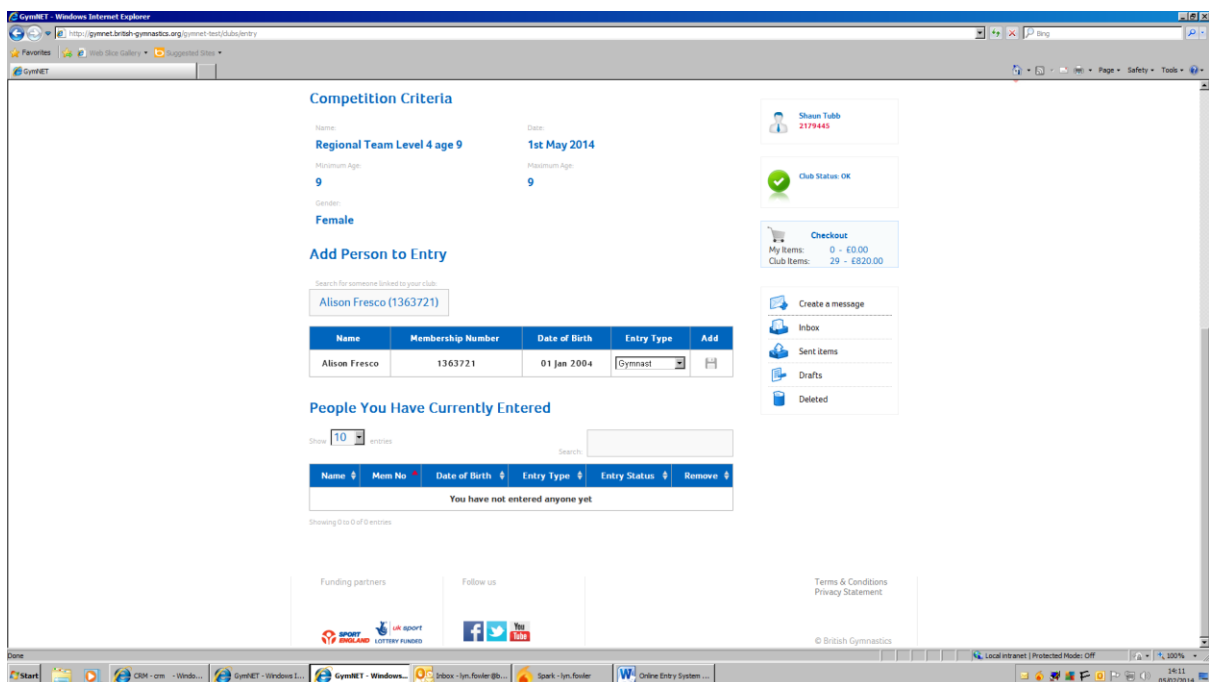 GymNET - Windows Internet Explorer
http://gymnet.british-gymnastics.org/gymnet-test/clubs/entry
Bing
Favorites Web Slice Gallery Suggested Sites
GymNET
Page Safety Tools
Competition Criteria
Name: Date:
Regional Team Level 4 age 9 1st May 2014
Minimum Age: Maximum Age:
9 9
Gender:
Female
Shaun Tubb
2179445
Club Status: OK
Checkout
My Items: 0 - £0.00
Club Items: 29 - £820.00
Create a message
Inbox
Sent items
Drafts
Deleted
Add Person to Entry
Search for someone linked to your club:
Alison Fresco (1363721)
Name Membership Number Date of Birth Entry Type Add
Alison Fresco 1363721 01 Jan 2004 Gymnast
People You Have Currently Entered
Show 10 entries
Search:
Name Mem No Date of Birth Entry Type Entry Status Remove
You have not entered anyone yet
Showing 0 to 0 of 0 entries
Funding partners Follow us Terms & Conditions
Privacy Statement
SPORT ENGLAND uk sport LOTTERY FUNDED You Tube
© British Gymnastics
Done Local intranet | Protected Mode: Off 100%
Start CRM - crm - Windo... GymNET - Windows I... GymNET - Windows... Inbox - lyn.fowler@b... Spark - lyn.fowler Online Entry System ... 14:11
05/02/2014